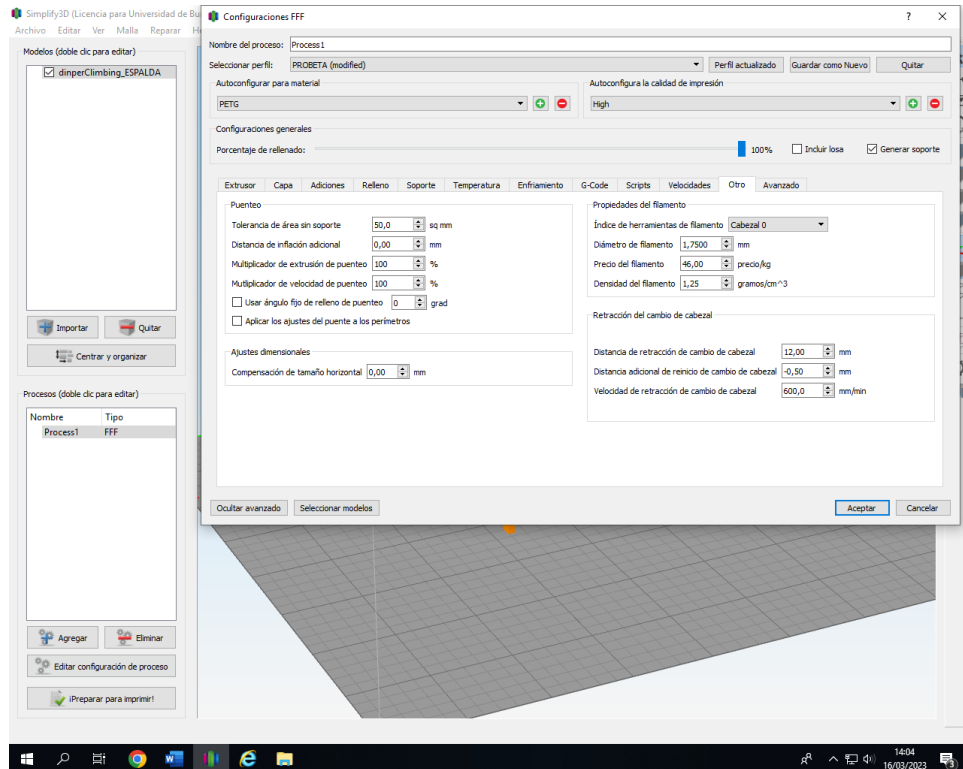 Simplify3D (Licencia para Universidad de Bu
Archivo Editar Ver Malla Reparar
Modelos (doble clic para editar)
dinperClimbing_ESPALDA
Importar Quitar
Centrar y organizar
Procesos (doble clic para editar)
Nombre Tipo
Process1 FFF
Agregar Eliminar
Editar configuración de proceso
¡Preparar para imprimir!
Configuraciones FFF ?
Nombre del proceso: Process1
Seleccionar perfil: PROBETA (modified) Perfil actualizado Guardar como Nuevo Quitar
Autoconfigurar para material Autoconfigura la calidad de impresión
PETG High
Configuraciones generales
Porcentaje de rellenado: 100% Incluir losa Generar soporte
Extrusor Capa Adiciones Relleno Soporte Temperatura Enfriamiento G-Code Scripts Velocidades Otro Avanzado
Puenteo
Tolerancia de área sin soporte 50,0 sq mm
Distancia de inflación adicional 0,00 mm
Multiplicador de extrusión de puenteo 100 %
Mutliplicador de velocidad de puenteo 100 %
Usar ángulo fijo de relleno de puenteo 0 grad
Aplicar los ajustes del puente a los perímetros
Ajustes dimensionales
Compensación de tamaño horizontal 0,00 mm
Propiedades del filamento
Índice de herramientas de filamento Cabezal 0
Diámetro de filamento 1,7500 mm
Precio del filamento 46,00 precio/kg
Densidad del filamento 1,25 gramos/cm^3
Retracción del cambio de cabezal
Distancia de retracción de cambio de cabezal 12,00 mm
Distancia adicional de reinicio de cambio de cabezal -0,50 mm
Velocidad de retracción de cambio de cabezal 600,0 mm/min
Ocultar avanzado Seleccionar modelos Aceptar Cancelar
14:04
16/03/2023
3